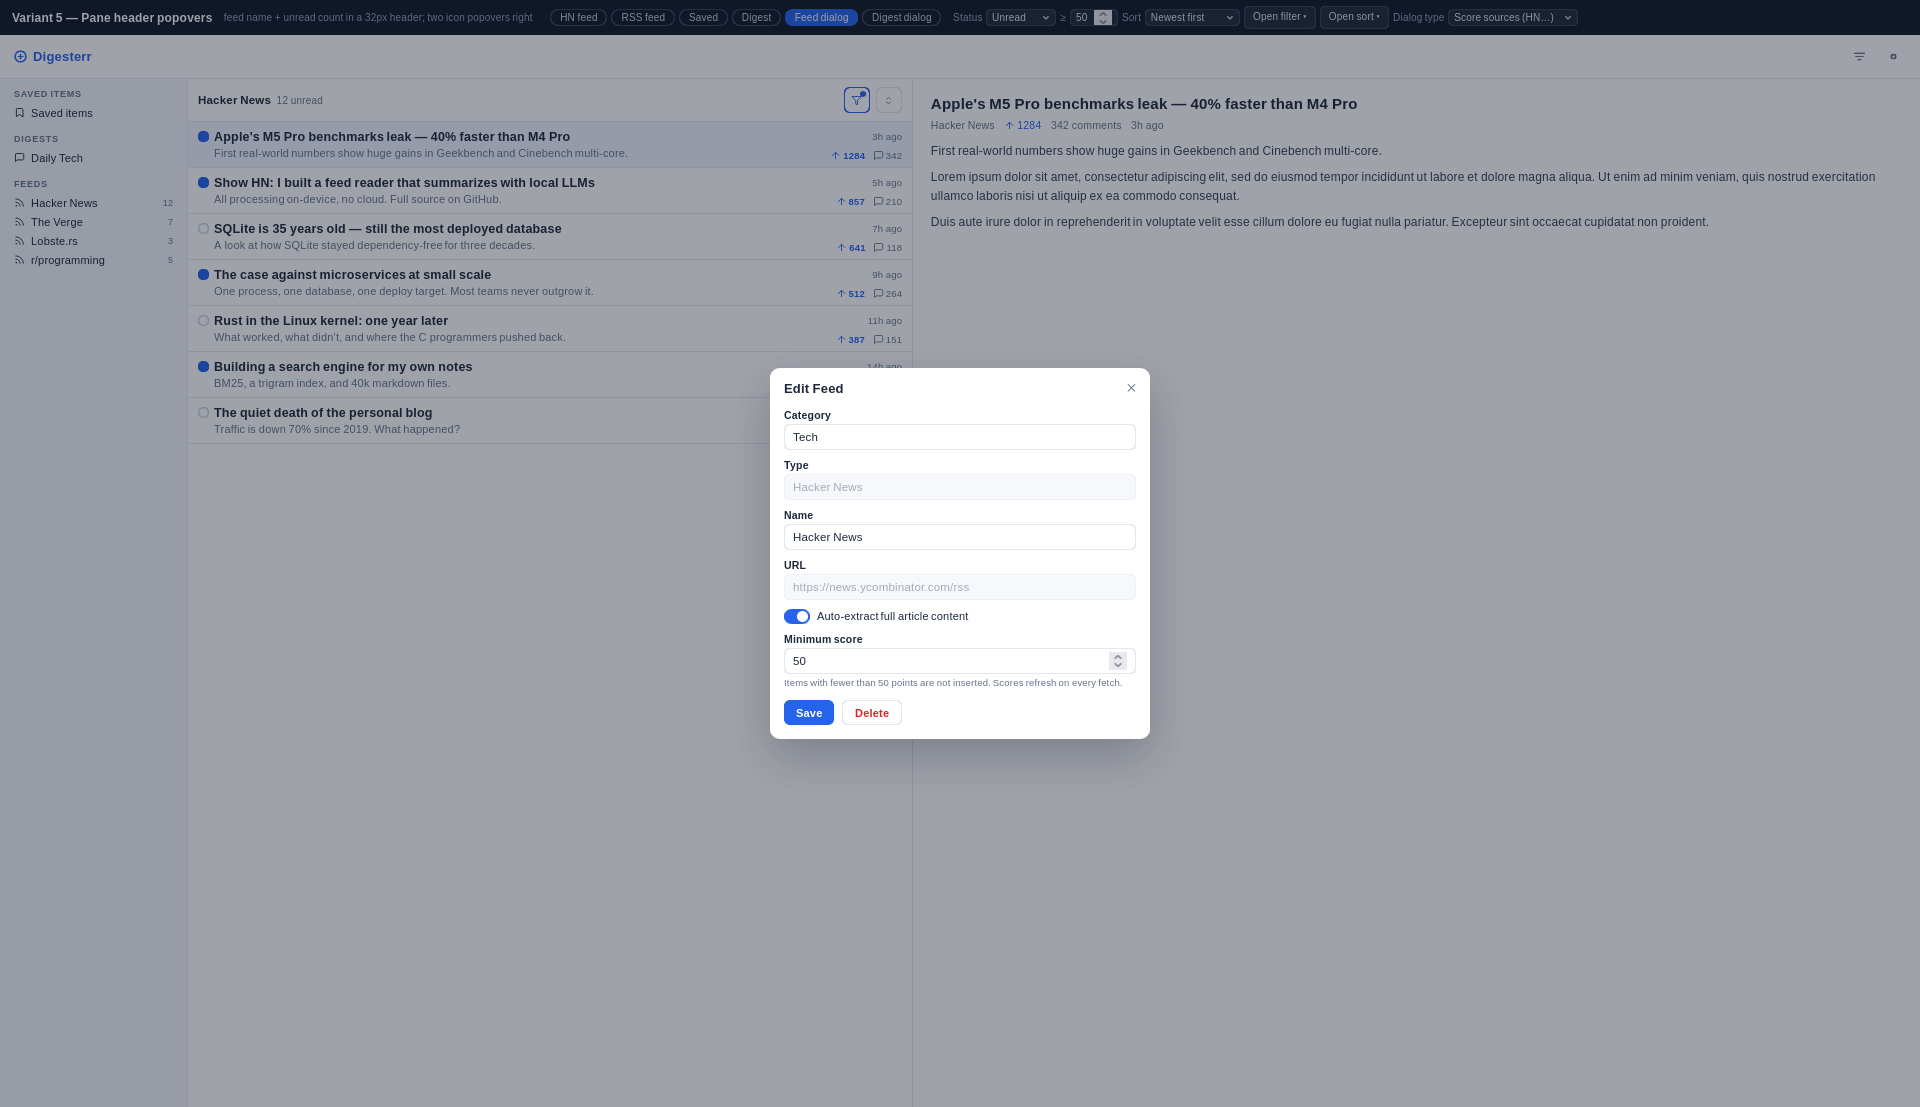 Variant 5 — Pane header popovers feed name + unread count in a 32px header; two icon popovers right HN feed RSS feed Saved Digest Feed dialog Digest dialog Status Unread ≥ 50 Sort Newest first Open filter ▾ Open sort ▾ Dialog type Score sources (HN…)
Digesterr
SAVED ITEMS
Saved items
DIGESTS
Daily Tech
FEEDS
Hacker News 12
The Verge 7
Lobste.rs 3
r/programming 5
Hacker News 12 unread
Apple's M5 Pro benchmarks leak — 40% faster than M4 Pro 3h ago
First real-world numbers show huge gains in Geekbench and Cinebench multi-core. 1284 342
Show HN: I built a feed reader that summarizes with local LLMs 5h ago
All processing on-device, no cloud. Full source on GitHub. 857 210
SQLite is 35 years old — still the most deployed database 7h ago
A look at how SQLite stayed dependency-free for three decades. 641 118
The case against microservices at small scale 9h ago
One process, one database, one deploy target. Most teams never outgrow it. 512 264
Rust in the Linux kernel: one year later 11h ago
What worked, what didn't, and where the C programmers pushed back. 387 151
Building a search engine for my own notes 14h ago
BM25, a trigram index, and 40k markdown files.
The quiet death of the personal blog
Traffic is down 70% since 2019. What happened?
Apple's M5 Pro benchmarks leak — 40% faster than M4 Pro
Hacker News 1284 342 comments 3h ago
First real-world numbers show huge gains in Geekbench and Cinebench multi-core.
Lorem ipsum dolor sit amet, consectetur adipiscing elit, sed do eiusmod tempor incididunt ut labore et dolore magna aliqua. Ut enim ad minim veniam, quis nostrud exercitation
ullamco laboris nisi ut aliquip ex ea commodo consequat.
Duis aute irure dolor in reprehenderit in voluptate velit esse cillum dolore eu fugiat nulla pariatur. Excepteur sint occaecat cupidatat non proident.
Edit Feed
Category
Tech
Type
Hacker News
Name
Hacker News
URL
https://news.ycombinator.com/rss
Auto-extract full article content
Minimum score
50
Items with fewer than 50 points are not inserted. Scores refresh on every fetch.
Save Delete